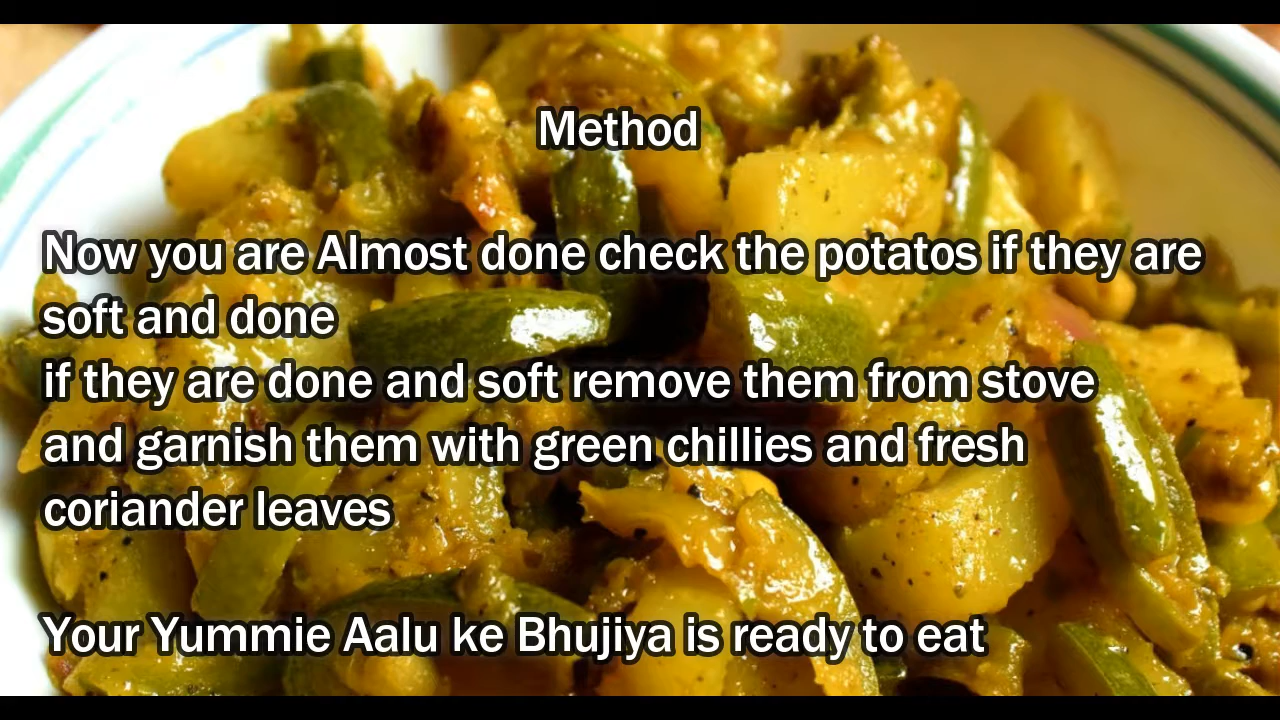 Method
Now you are Almost done check the potatos if they are
soft and done
if they are done and soft remove them from stove
and garnish them with green chillies and fresh
coriander leaves
Your Yummie Aalu ke Bhujiya is ready to eat